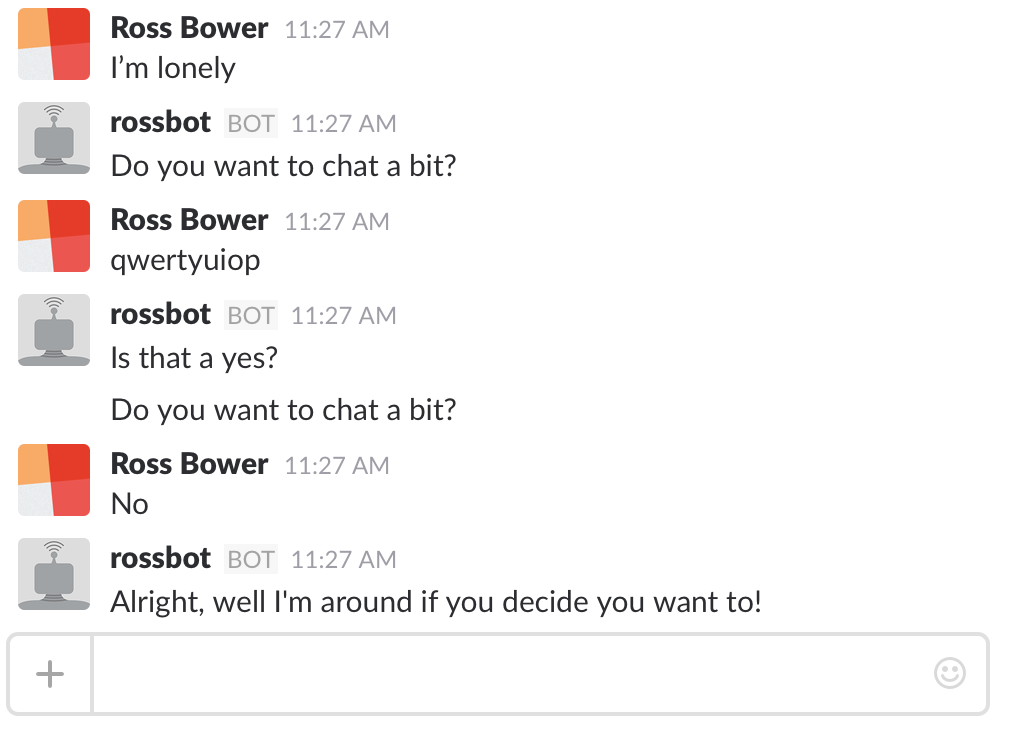 Ross Bower 11:27 AM
I’m lonely
rossbot BOT 11:27 AM
Do you want to chat a bit?
Ross Bower 11:27 AM
qwertyuiop
rossbot BOT 11:27 AM
Is that a yes?
Do you want to chat a bit?
Ross Bower 11:27 AM
No
rossbot BOT 11:27 AM
Alright, well I'm around if you decide you want to!